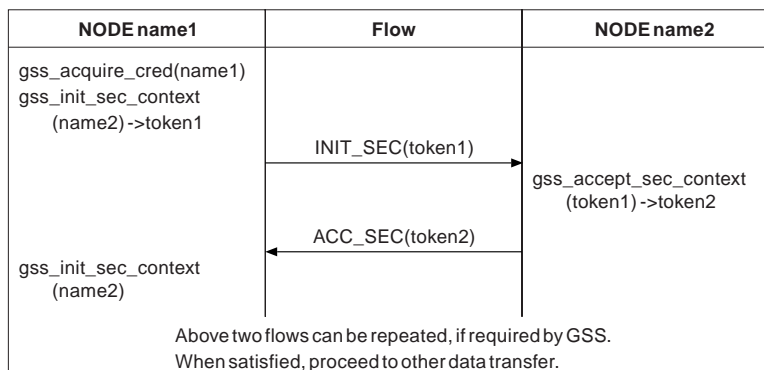 NODE name1
Flow
NODE name2
gss_acquire_cred(name1)
gss_init_sec_context
(name2) ->token1
INIT_SEC(token1)
gss_accept_sec_context
(token1) ->token2
ACC_SEC(token2)
gss_init_sec_context
(name2)
Above two flows can be repeated, if required by GSS.
When satisfied, proceed to other data transfer.